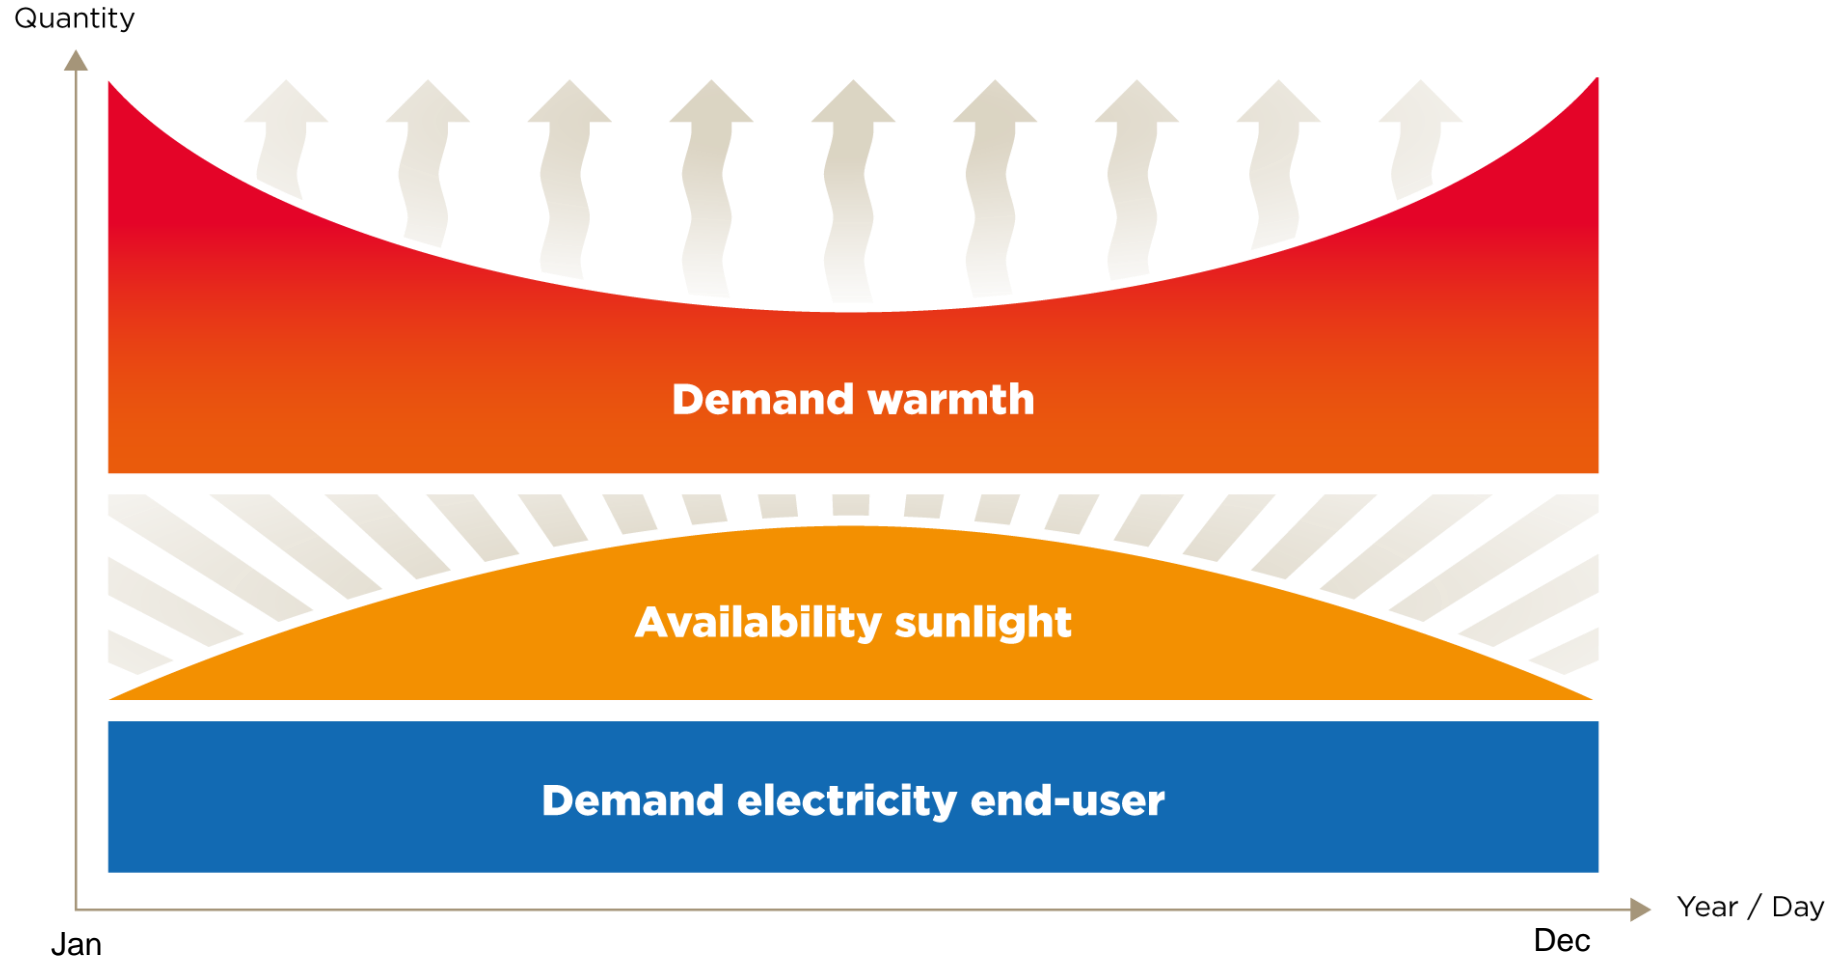 Quantity
Demand warmth
Availability sunlight
Demand electricity end-user
Year / Day
Jan
Dec